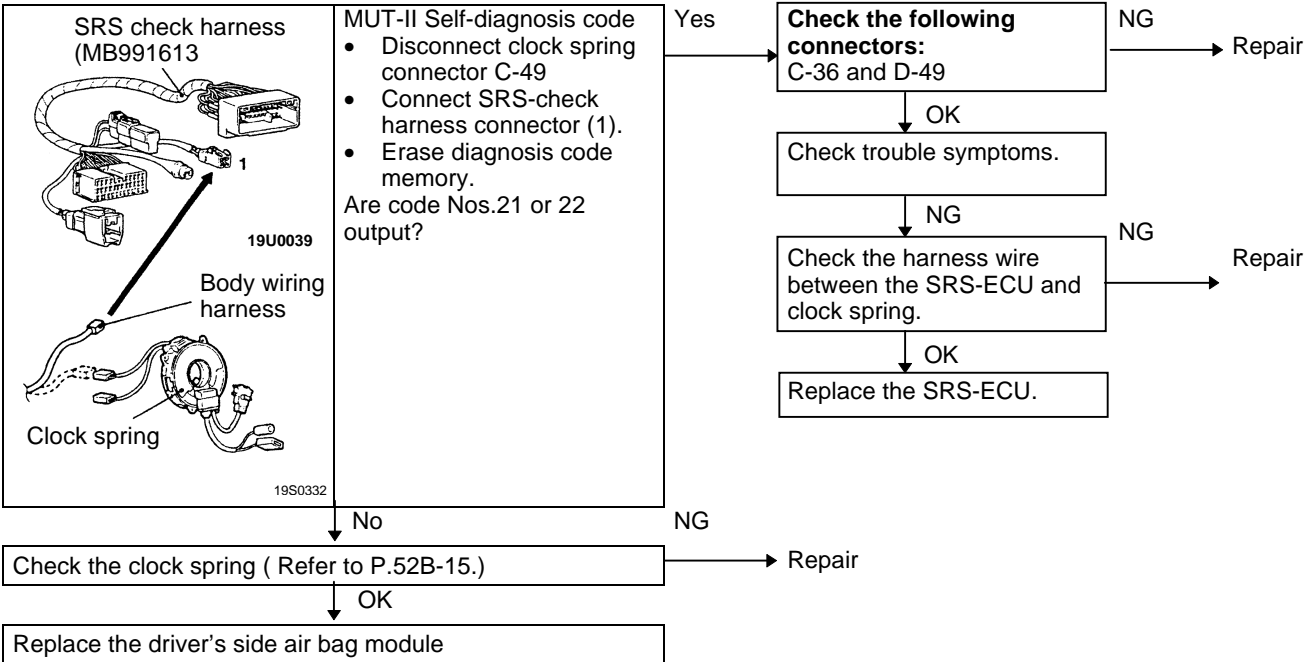 SRS check harness
(MB991613
1
19U0039
Body wiring
harness
Clock spring
19S0332
MUT-II Self-diagnosis code
• Disconnect clock spring
connector C-49
• Connect SRS-check
harness connector (1).
• Erase diagnosis code
memory.
Are code Nos.21 or 22
output?
Yes
Check the following
connectors:
C-36 and D-49
NG
Repair
OK
Check trouble symptoms.
NG
Check the harness wire
between the SRS-ECU and
clock spring.
NG
Repair
OK
Replace the SRS-ECU.
No
NG
Check the clock spring ( Refer to P.52B-15.)
Repair
OK
Replace the driver's side air bag module